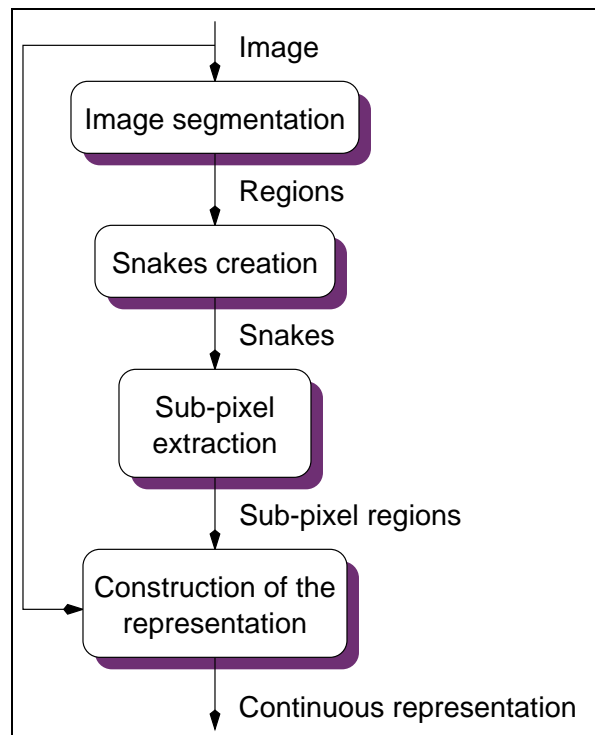 Image
Image segmentation
Regions
Snakes creation
Snakes
Sub-pixel
extraction
Sub-pixel regions
Construction of the
representation
Continuous representation